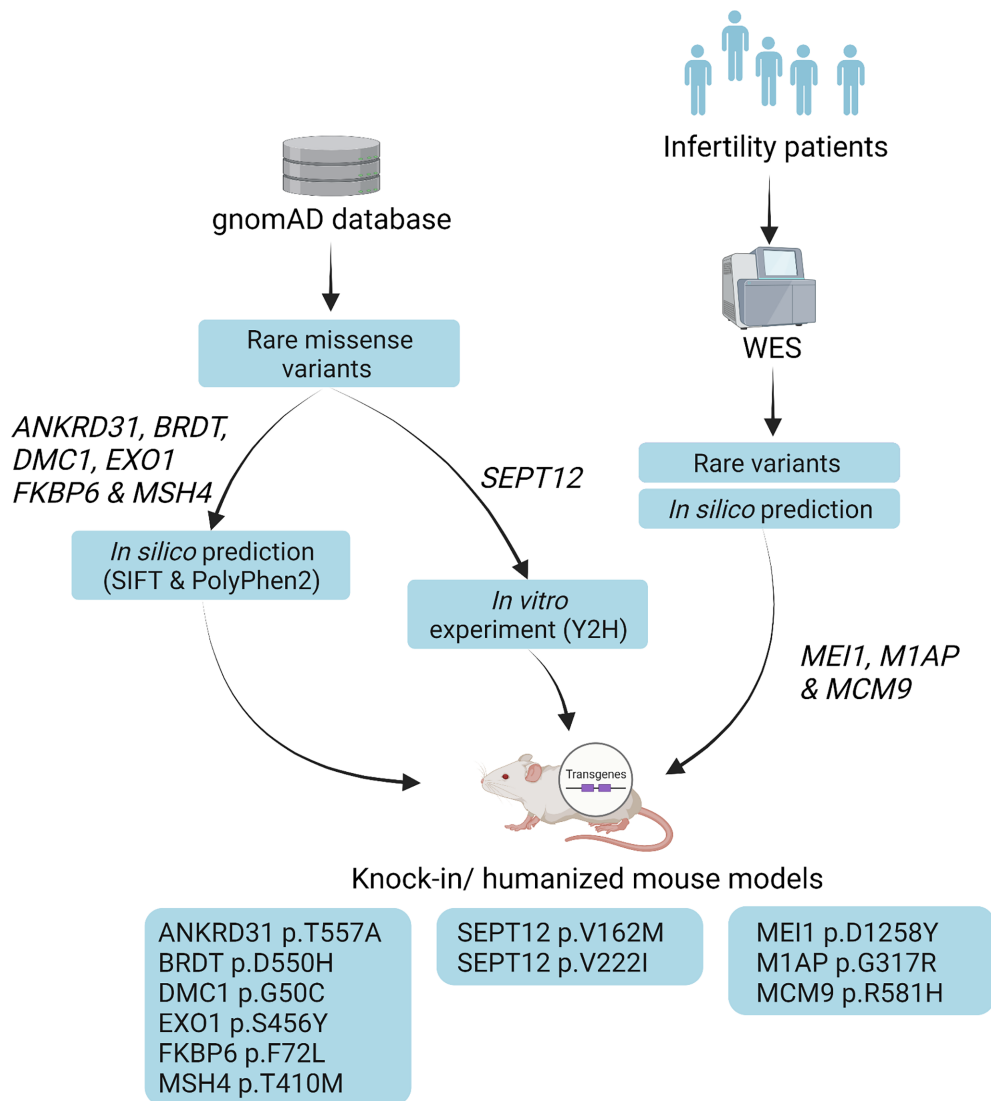 Infertility patients
gnomAD database
WES
Rare missense
variants
ANKRD31, BRDT,
DMC1, EXO1
FKBP6 & MSH4
SEPT12
Rare variants
In silico prediction
In silico prediction
(SIFT & PolyPhen2)
In vitro
experiment (Y2H)
MEI1, M1AP
& MCM9
Transgenes
Knock-in/ humanized mouse models
ANKRD31 p.T557A
BRDT p.D550H
DMC1 p.G50C
EXO1 p.S456Y
FKBP6 p.F72L
MSH4 p.T410M
SEPT12 p.V162M
SEPT12 p.V222I
MEI1 p.D1258Y
M1AP p.G317R
MCM9 p.R581H